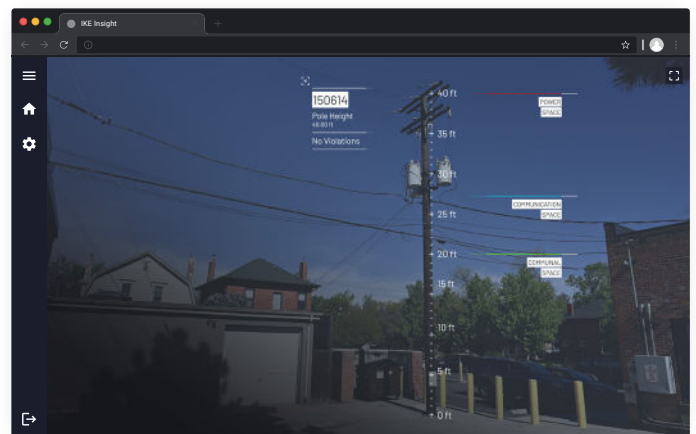 IKE Insight
150614
Pole Height
No Violations
40 ft
35 ft
30 ft
25 ft
20 ft
15 ft
10 ft
5 ft
0 ft
POWER
SPACE
COMMUNICATION
SPACE
COMMUNAL
SPACE